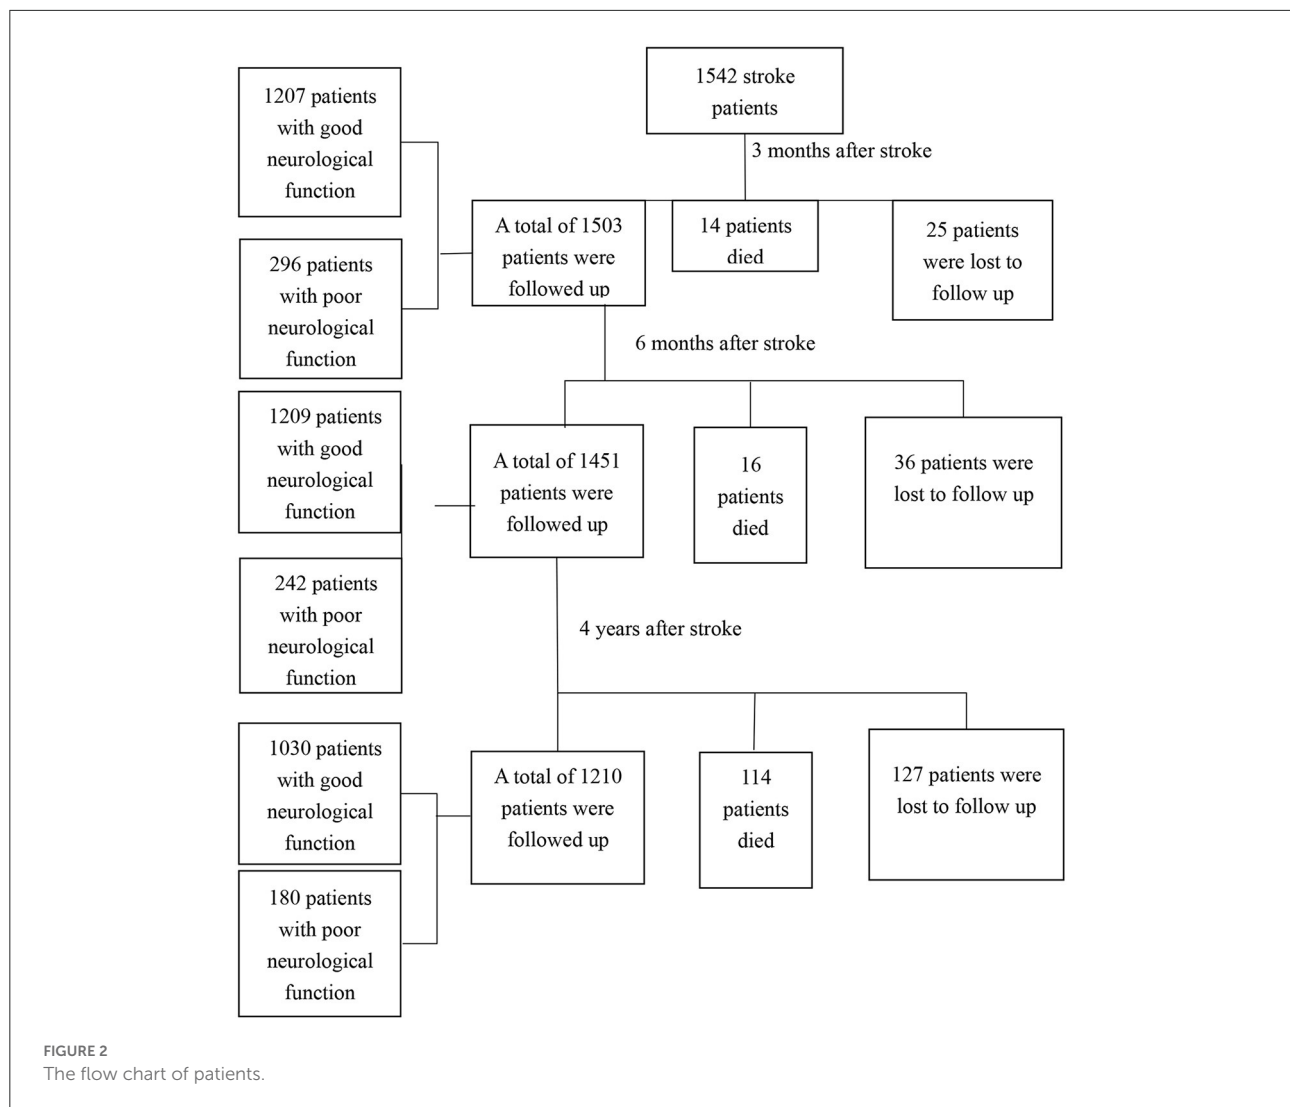 1542 stroke
patients
3 months after stroke
1207 patients
with good
neurological
function
296 patients
with poor
neurological
function
A total of 1503
patients were
followed up
14 patients
died
25 patients
were lost to
follow up
6 months after stroke
1209 patients
with good
neurological
function
242 patients
with poor
neurological
function
A total of 1451
patients were
followed up
16
patients
died
36 patients were
lost to follow up
4 years after stroke
1030 patients
with good
neurological
function
180 patients
with poor
neurological
function
A total of 1210
patients were
followed up
114
patients
died
127 patients were
lost to follow up
FIGURE 2
The flow chart of patients.